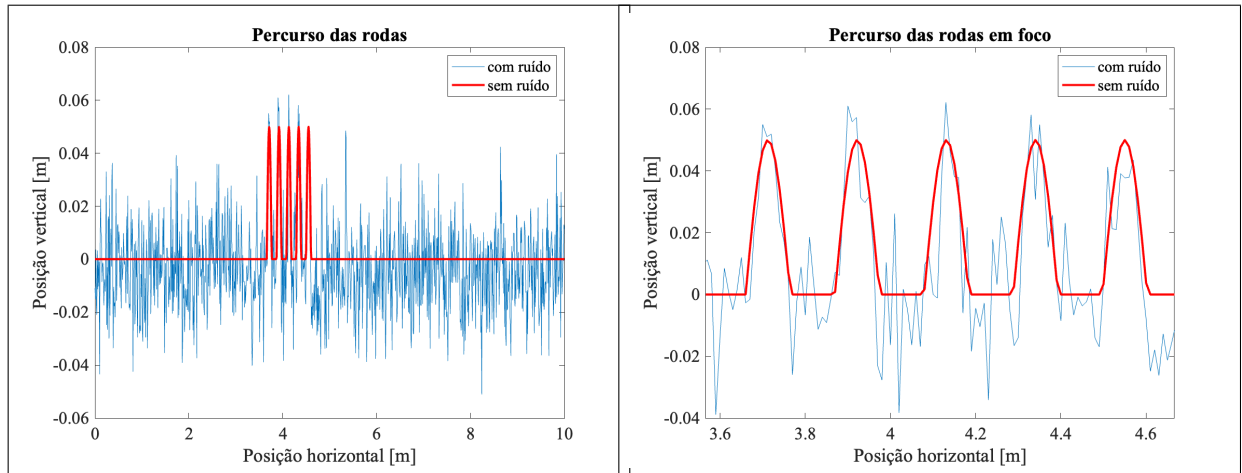 Percurso das rodas
com ruído
sem ruído
0.08
0.06
0.04
0.02
0
-0.02
-0.04
-0.06
Posição vertical [m]
0 2 4 6 8 10
Posição horizontal [m]
Percurso das rodas em foco
com ruído
sem ruído
0.08
0.06
0.04
0.02
0
-0.02
-0.04
Posição vertical [m]
3.6 3.8 4 4.2 4.4 4.6
Posição horizontal [m]